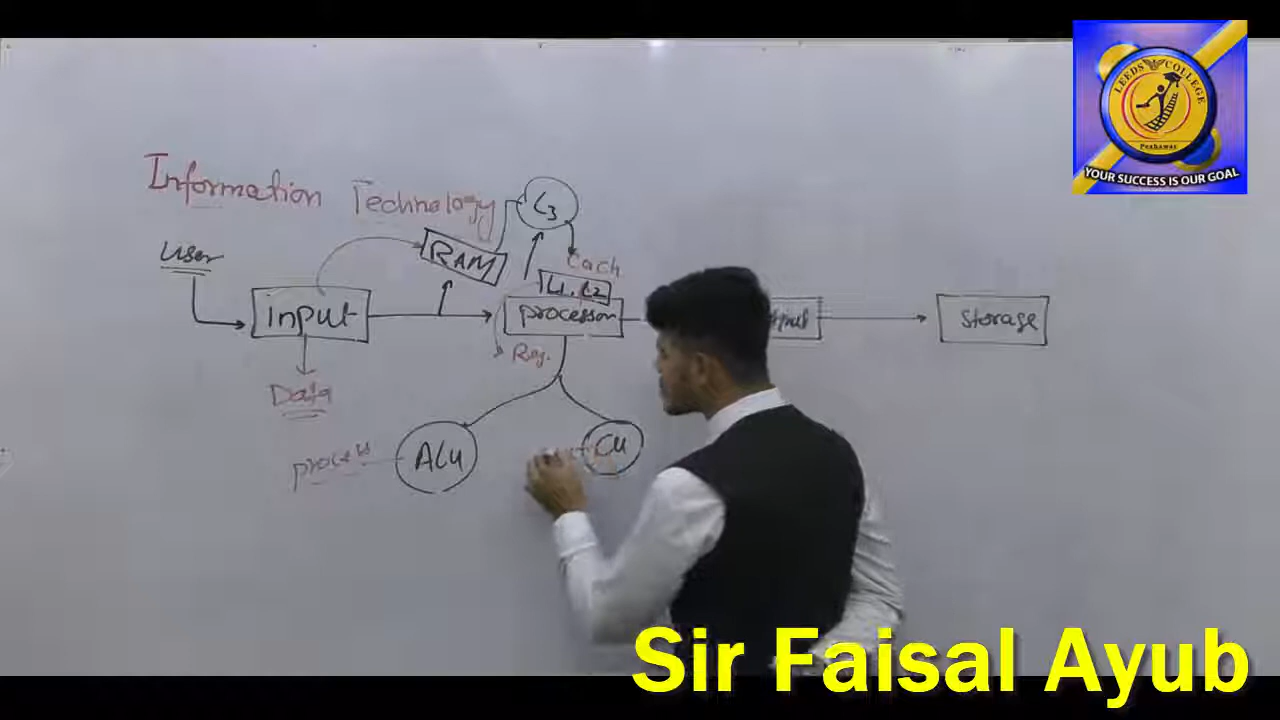 LEEDS COLLEGE
Peshawar
YOUR SUCCESS IS OUR GOAL
Information Technology
L3
User
RAM
Cach
L1. L2
input
processor
Storage
Reg.
Data
process
ALU
CU
Sir Faisal Ayub